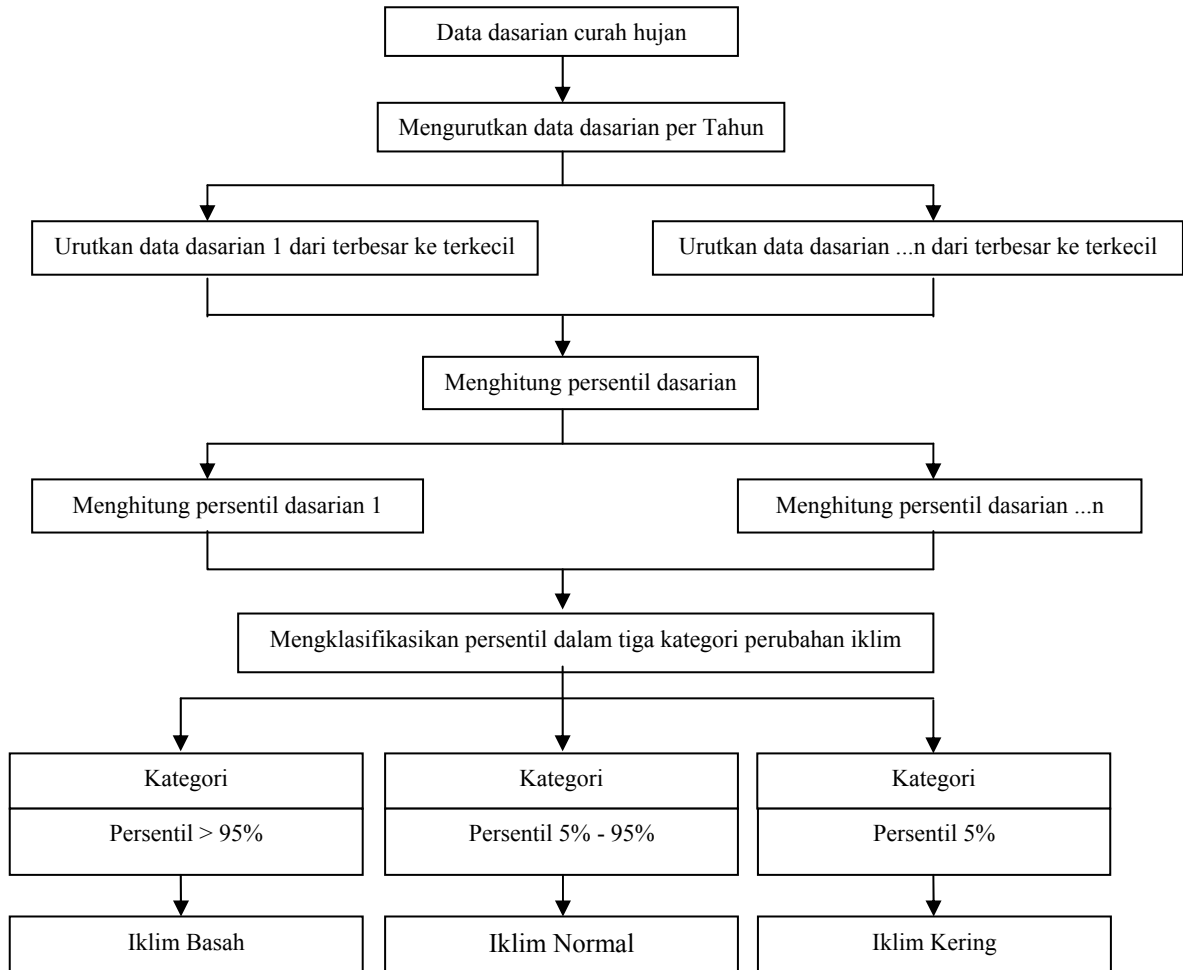 Data dasarian curah hujan
Mengurutkan data dasarian per Tahun
Urutkan data dasarian 1 dari terbesar ke terkecil
Urutkan data dasarian ...n dari terbesar ke terkecil
Menghitung persentil dasarian
Menghitung persentil dasarian 1
Menghitung persentil dasarian ...n
Mengklasifikasikan persentil dalam tiga kategori perubahan iklim
Kategori
Persentil > 95%
Kategori
Persentil 5% - 95%
Kategori
Persentil 5%
Iklim Basah
Iklim Normal
Iklim Kering